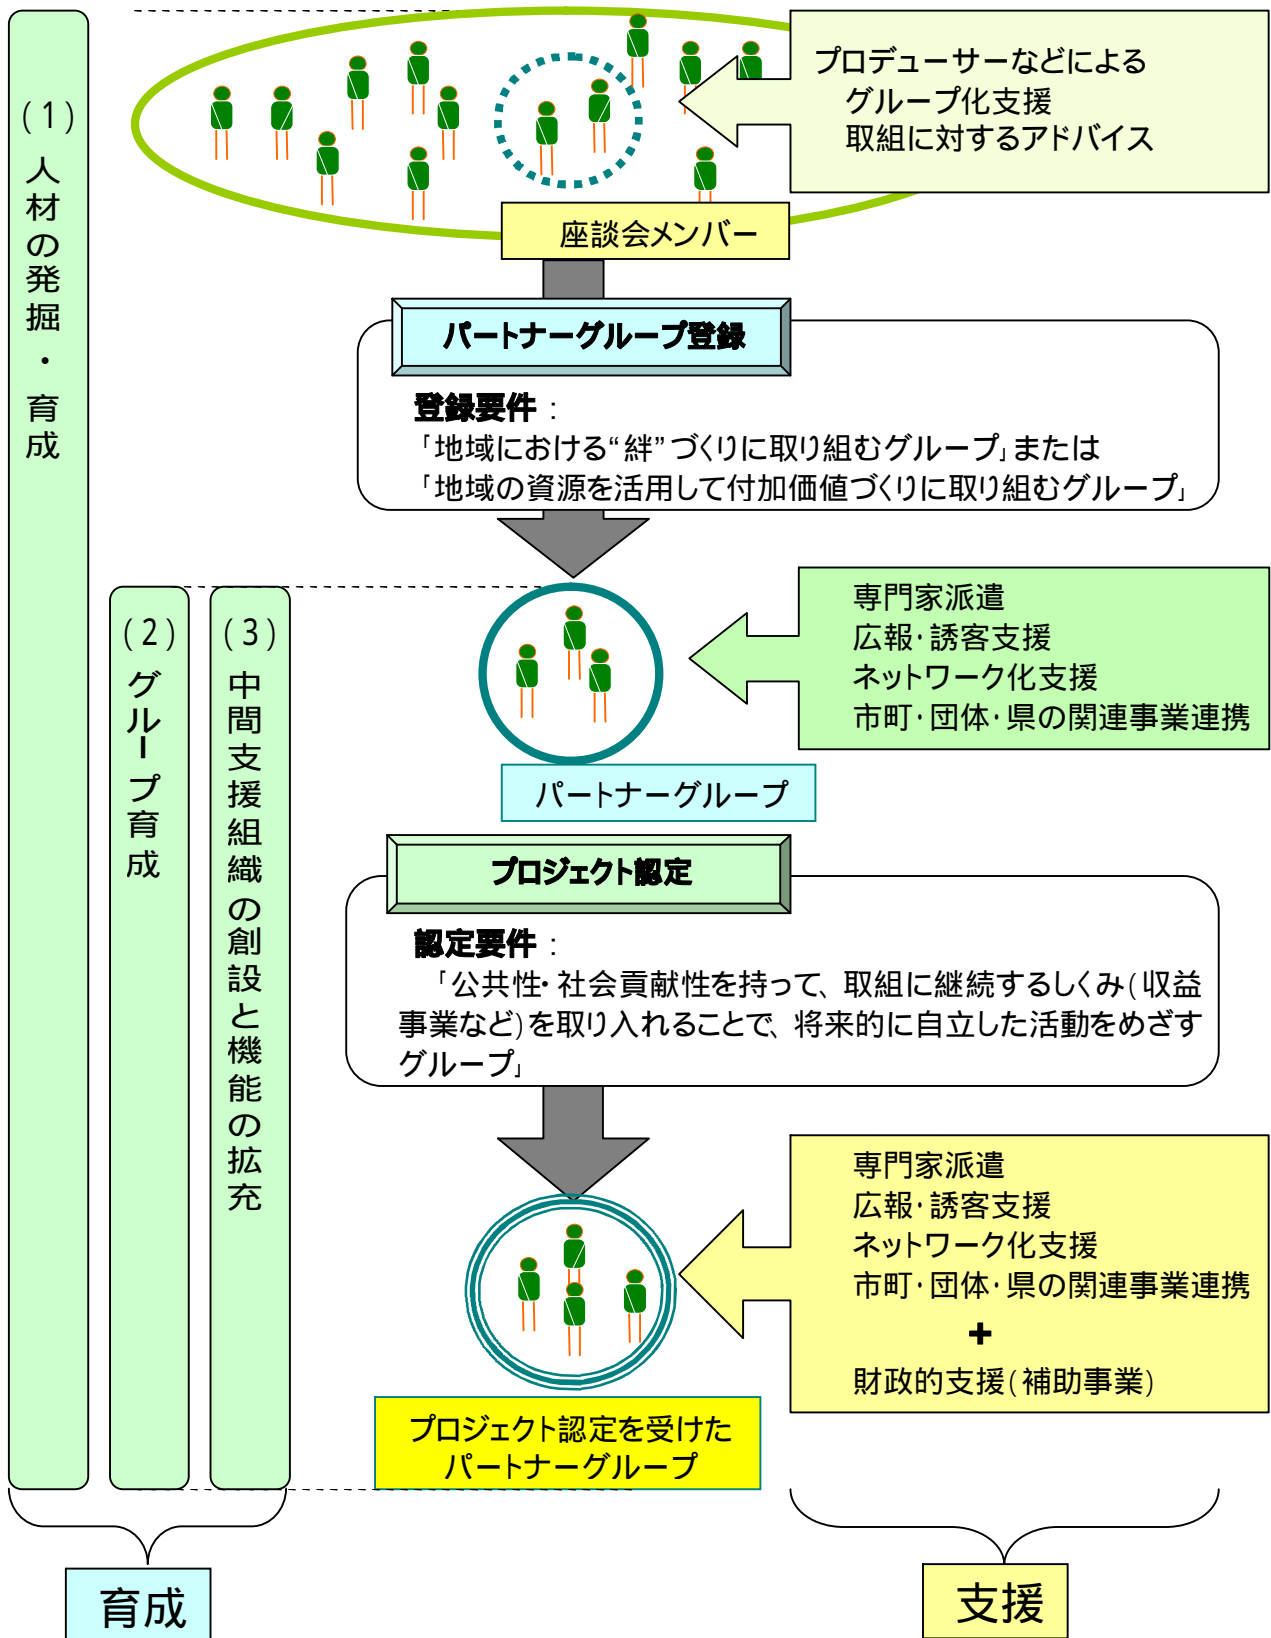 (1)人材の発掘・育成
プロデューサーなどによる
グループ化支援
取組に対するアドバイス
座談会メンバー
パートナーグループ登録
登録要件：
「地域における“絆”づくりに取り組むグループ」または
「地域の資源を活用して付加価値づくりに取り組むグループ」
(2)グループ育成
(3)中間支援組織の創設と機能の拡充
専門家派遣
広報・誘客支援
ネットワーク化支援
市町・団体・県の関連事業連携
パートナーグループ
プロジェクト認定
認定要件：
「公共性・社会貢献性を持って、取組に継続するしくみ(収益
事業など)を取り入れることで、将来的に自立した活動をめざす
グループ」
専門家派遣
広報・誘客支援
ネットワーク化支援
市町・団体・県の関連事業連携
+
財政的支援(補助事業)
プロジェクト認定を受けた
パートナーグループ
育成
支援